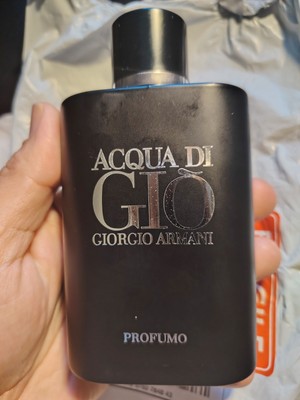 ACQUA DI
GIÒ
GIORGIO ARMANI
PROFUMO